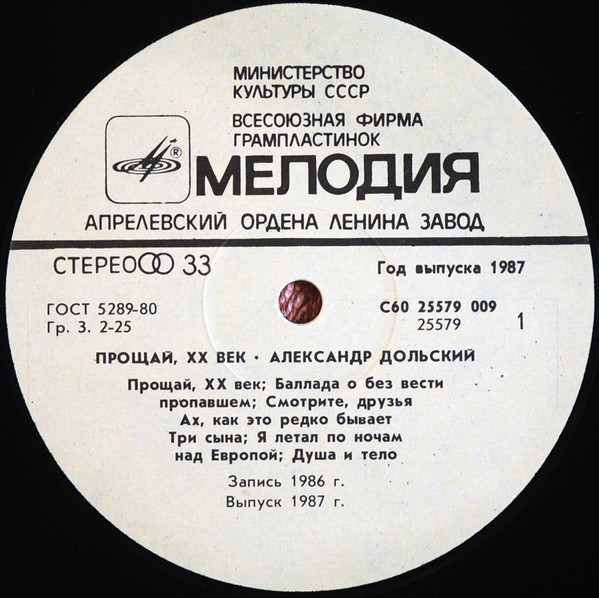 МИНИСТЕРСТВО
КУЛЬТУРЫ СССР
ВСЕСОЮЗНАЯ ФИРМА
ГРАМПЛАСТИНОК
®
МЕЛОДИЯ
АПРЕЛЕВСКИЙ ОРДЕНА ЛЕНИНА ЗАВОД
СТЕРЕО 33
Год выпуска 1987
ГОСТ 5289-80
Гр. 3. 2-25
С60 25579 009
25579
1
ПРОЩАЙ, XX ВЕК · АЛЕКСАНДР ДОЛЬСКИЙ
Прощай, XX век; Баллада о без вести
пропавшем; Смотрите, друзья
Ах, как это редко бывает
Три сына; Я летал по ночам
над Европой; Душа и тело
Запись 1986 г.
Выпуск 1987 г.